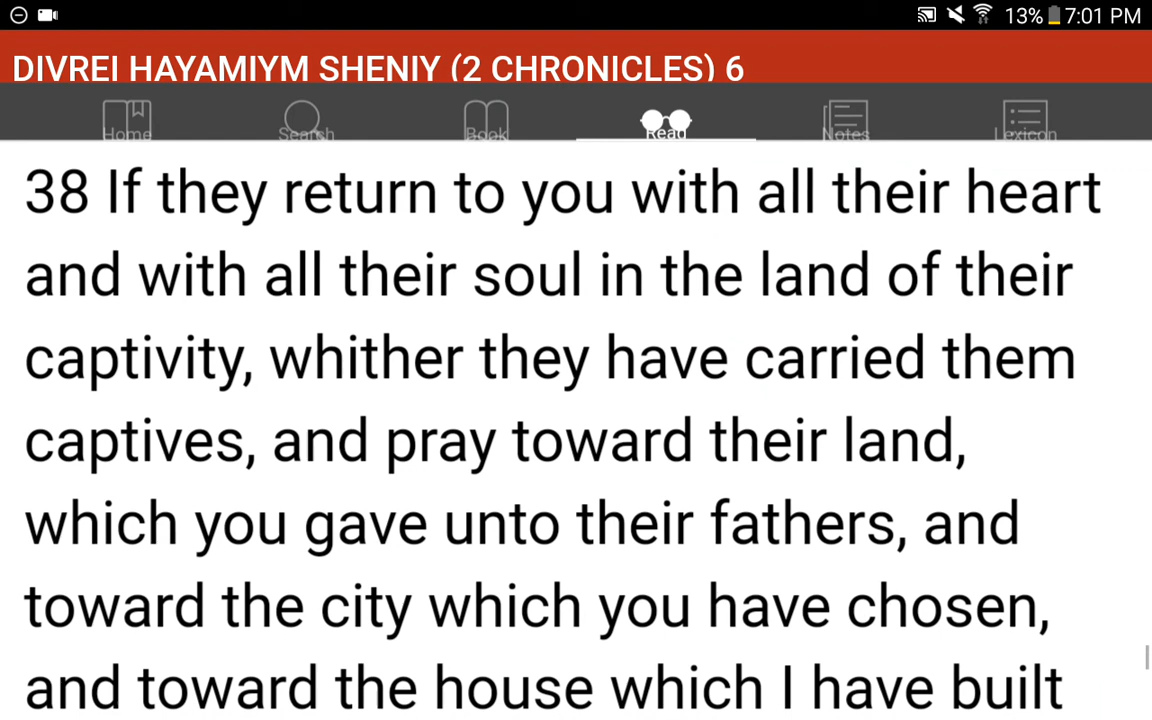 13% 7:01 PM
DIVREI HAYAMIYM SHENIY (2 CHRONICLES) 6
Home Search Book Read Notes Lexicon
38 If they return to you with all their heart
and with all their soul in the land of their
captivity, whither they have carried them
captives, and pray toward their land,
which you gave unto their fathers, and
toward the city which you have chosen,
and toward the house which I have built